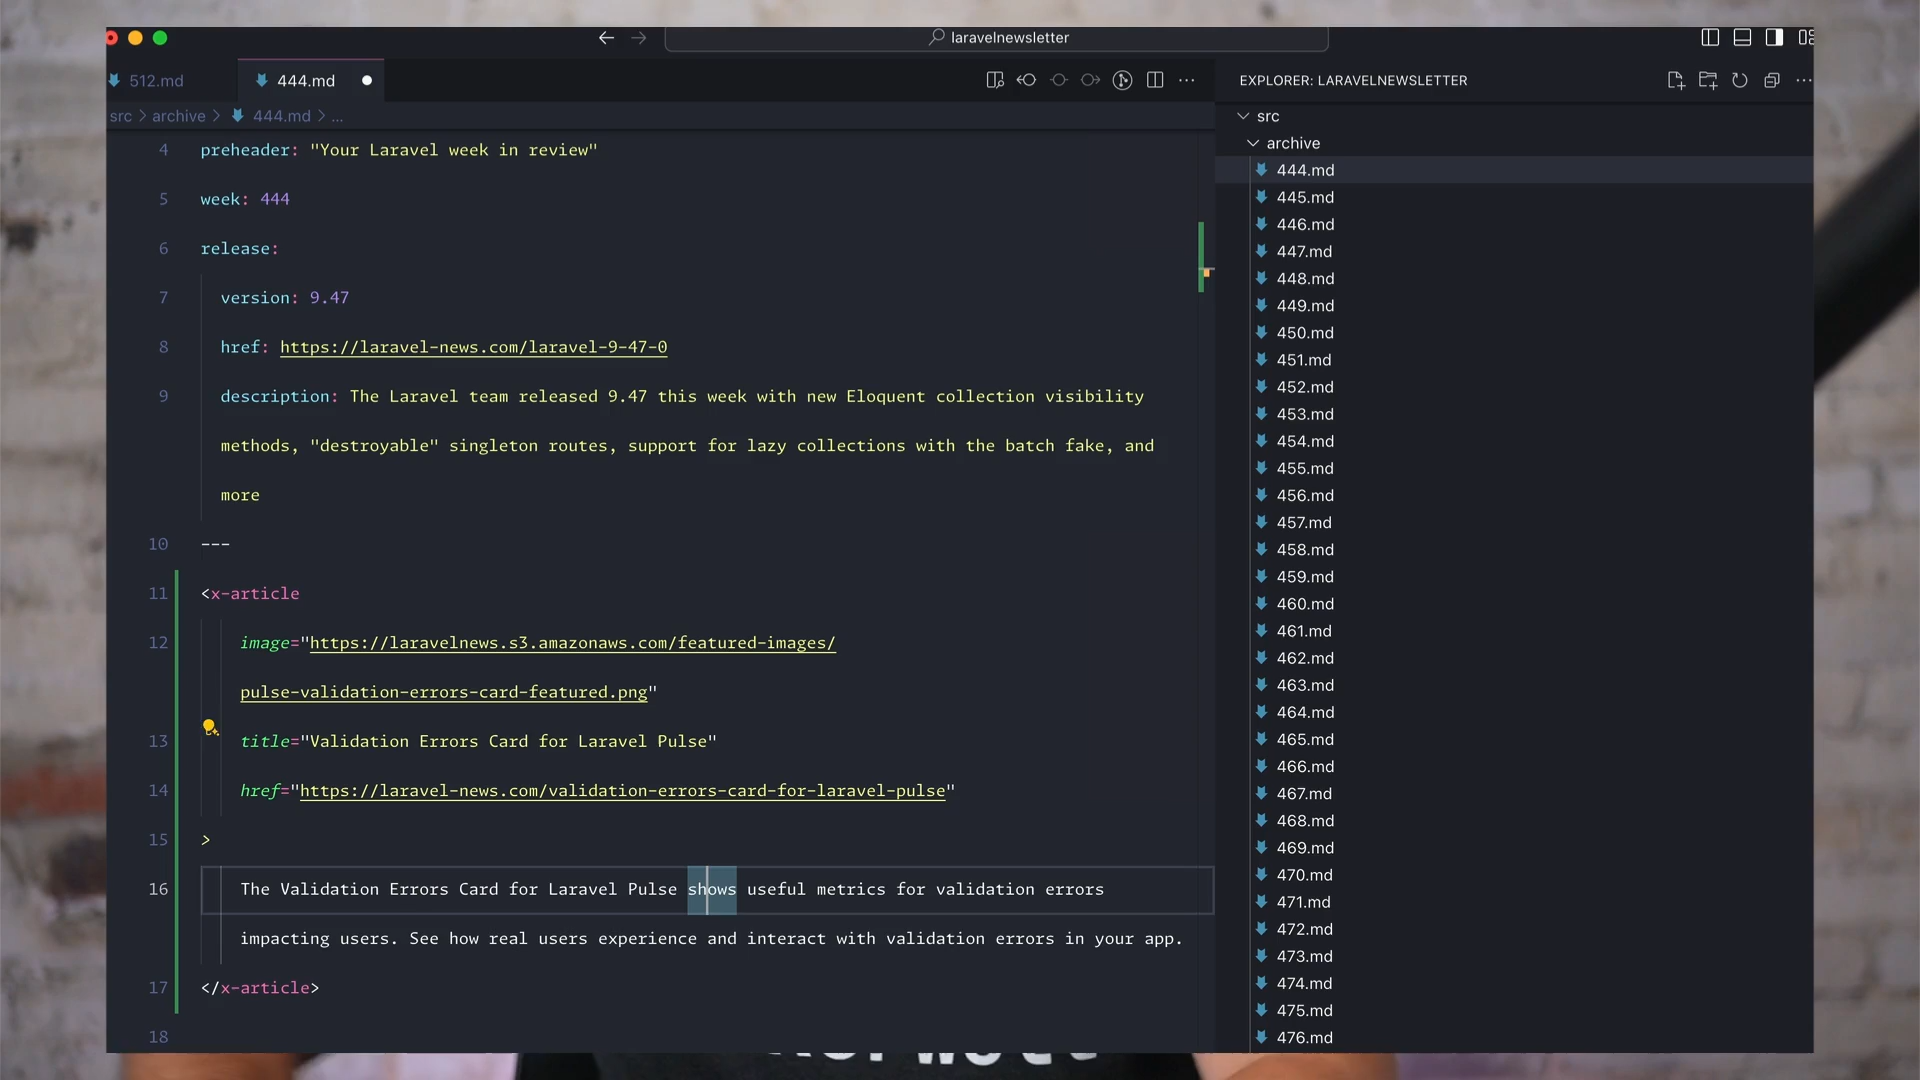 laravelnewsletter
512.md
444.md
EXPLORER: LARAVELNEWSLETTER
src > archive > 444.md > ...
4 preheader: "Your Laravel week in review"
5 week: 444
6 release:
7 version: 9.47
8 href: https://laravel-news.com/laravel-9-47-0
9 description: The Laravel team released 9.47 this week with new Eloquent collection visibility
methods, "destroyable" singleton routes, support for lazy collections with the batch fake, and
more
10 ---
11 <x-article
12 image="https://laravelnews.s3.amazonaws.com/featured-images/
pulse-validation-errors-card-featured.png"
13 title="Validation Errors Card for Laravel Pulse"
14 href="https://laravel-news.com/validation-errors-card-for-laravel-pulse"
15 >
16 The Validation Errors Card for Laravel Pulse shows useful metrics for validation errors
impacting users. See how real users experience and interact with validation errors in your app.
17 </x-article>
18
src
archive
444.md
445.md
446.md
447.md
448.md
449.md
450.md
451.md
452.md
453.md
454.md
455.md
456.md
457.md
458.md
459.md
460.md
461.md
462.md
463.md
464.md
465.md
466.md
467.md
468.md
469.md
470.md
471.md
472.md
473.md
474.md
475.md
476.md